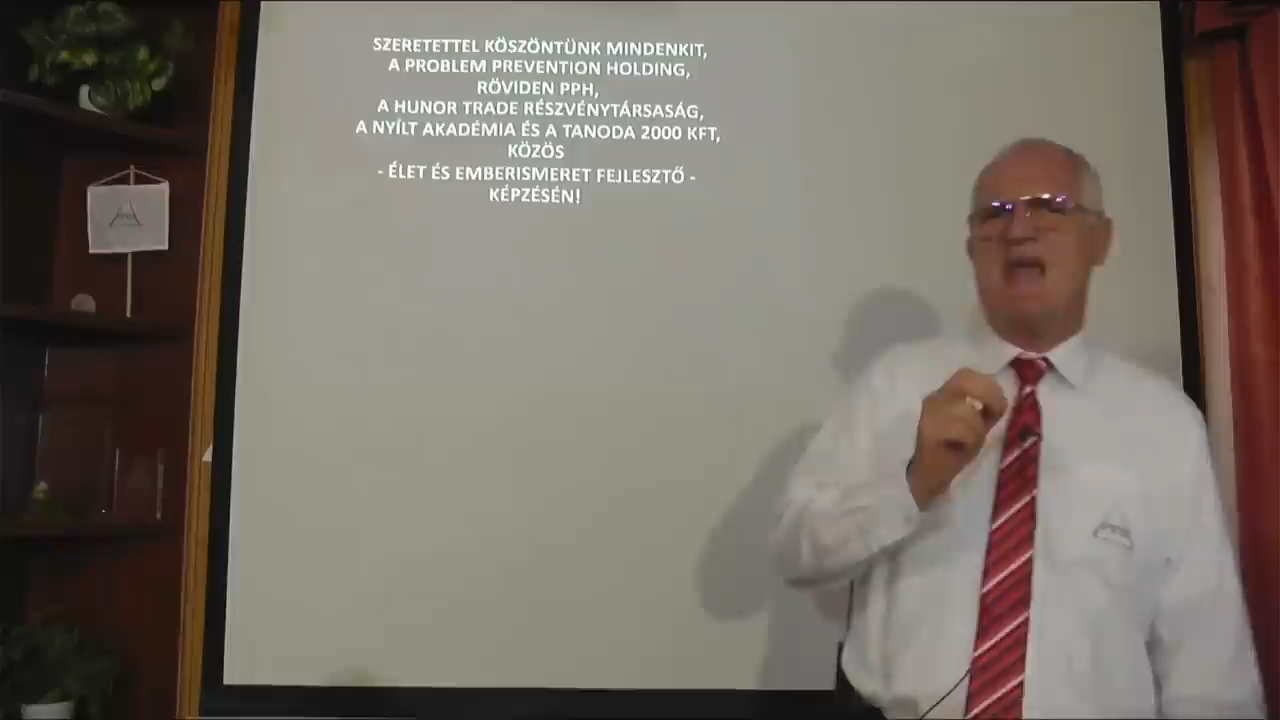 SZERETETTEL KÖSZÖNTÜNK MINDENKIT,
A PROBLEM PREVENTION HOLDING,
RÖVIDEN PPH,
A HUNOR TRADE RÉSZVÉNYTÁRSASÁG,
A NYÍLT AKADÉMIA ÉS A TANODA 2000 KFT,
KÖZÖS
- ÉLET ÉS EMBERISMERET FEJLESZTŐ -
KÉPZÉSÉN!